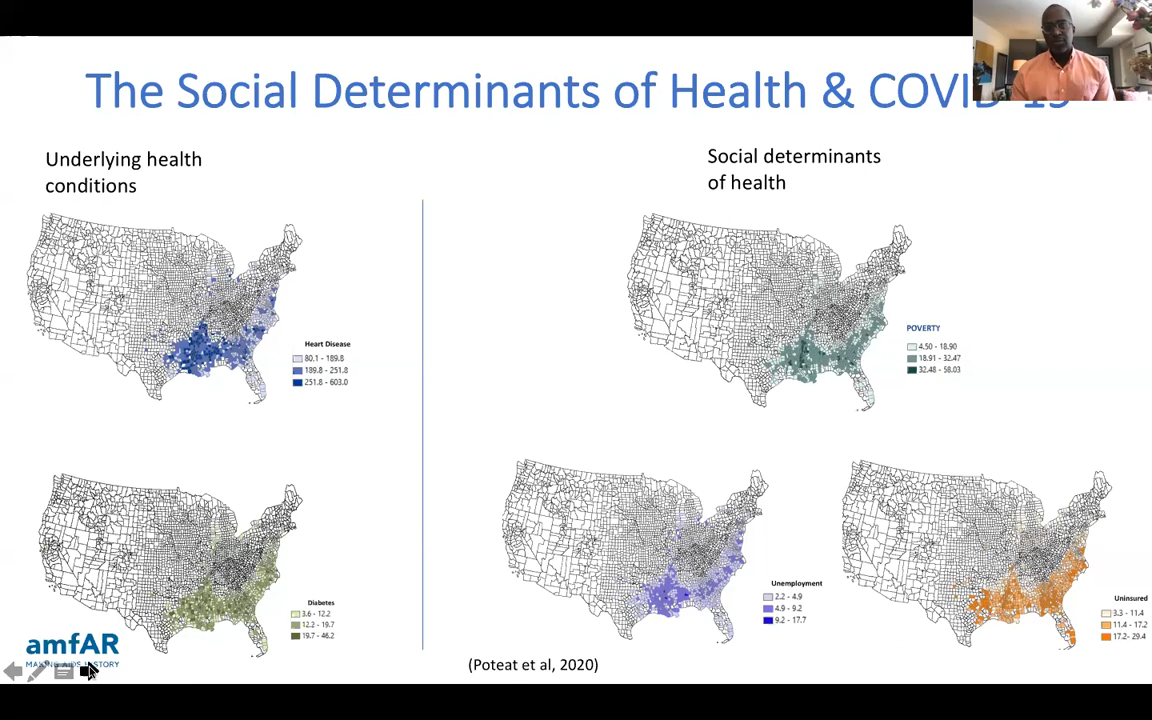 The Social Determinants of Health & COVID-19
Underlying health
conditions
Social determinants
of health
Heart Disease
80.1 - 189.8
189.8 - 251.8
251.8 - 603.0
POVERTY
4.50 - 18.90
18.91 - 32.47
32.48 - 58.03
Diabetes
3.6 - 12.2
12.2 - 19.7
19.7 - 46.2
Unemployment
2.2 - 4.9
4.9 - 9.2
9.2 - 17.7
Uninsured
3.3 - 11.4
11.4 - 17.2
17.2- 29.4
amfAR
MAKING AIDS HISTORY
(Poteat et al, 2020)